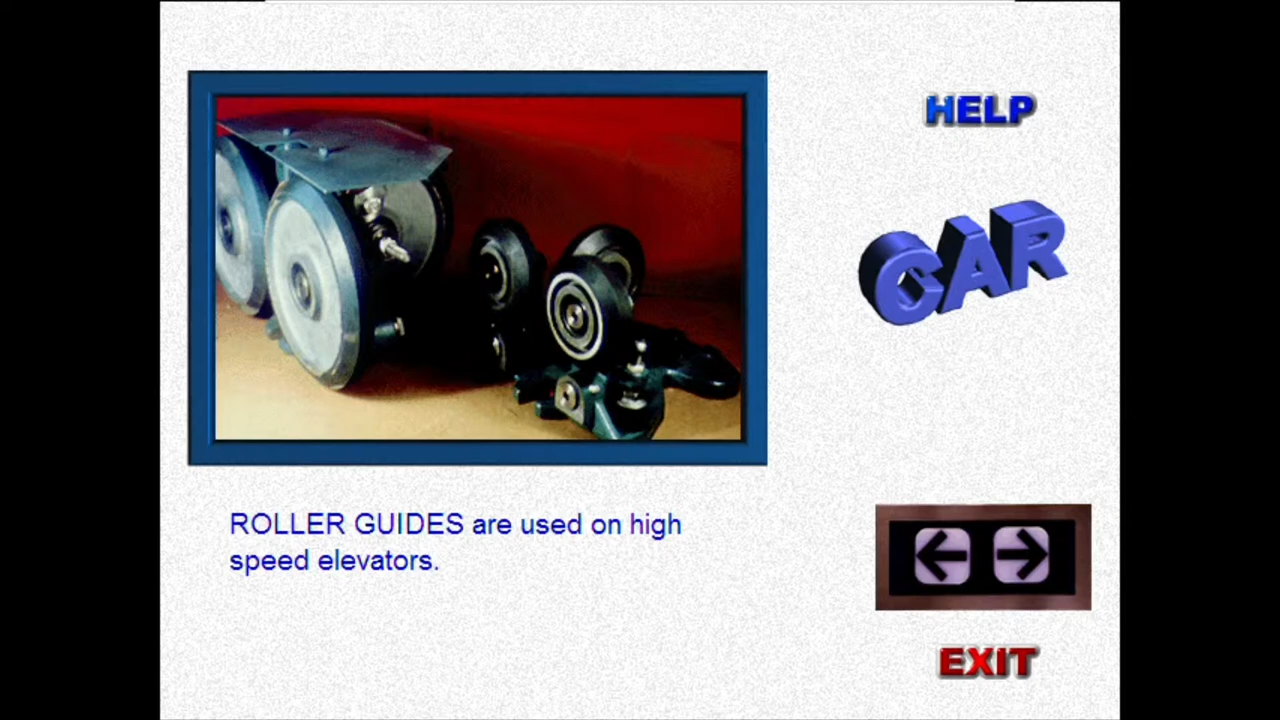 HELP
CAR
ROLLER GUIDES are used on high
speed elevators.
EXIT